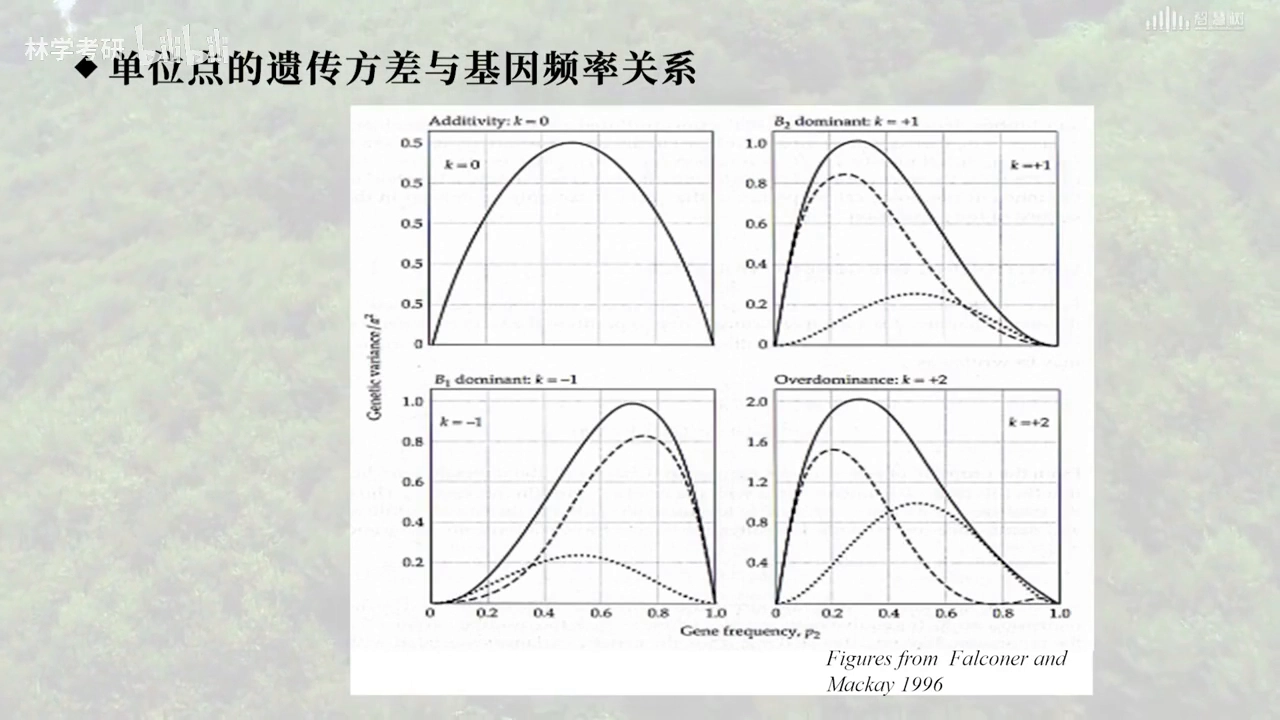 林学考研 bilibili
智慧树
◆ 单位点的遗传方差与基因频率关系
Additivity: k = 0
B₂ dominant: k = +1
0.5
0.5
0.5
0.5
0.5
0
k = 0
1.0
0.8
0.6
0.4
0.2
0
k = +1
Genetic variance/a²
B₁ dominant: k = −1
Overdominance: k = +2
1.0
0.8
0.6
0.4
0.2
k = −1
2.0
1.6
1.2
0.8
0.4
k = +2
0 0.2 0.4 0.6 0.8 1.0
0 0.2 0.4 0.6 0.8 1.0
Gene frequency, p₂
Figures from Falconer and
Mackay 1996